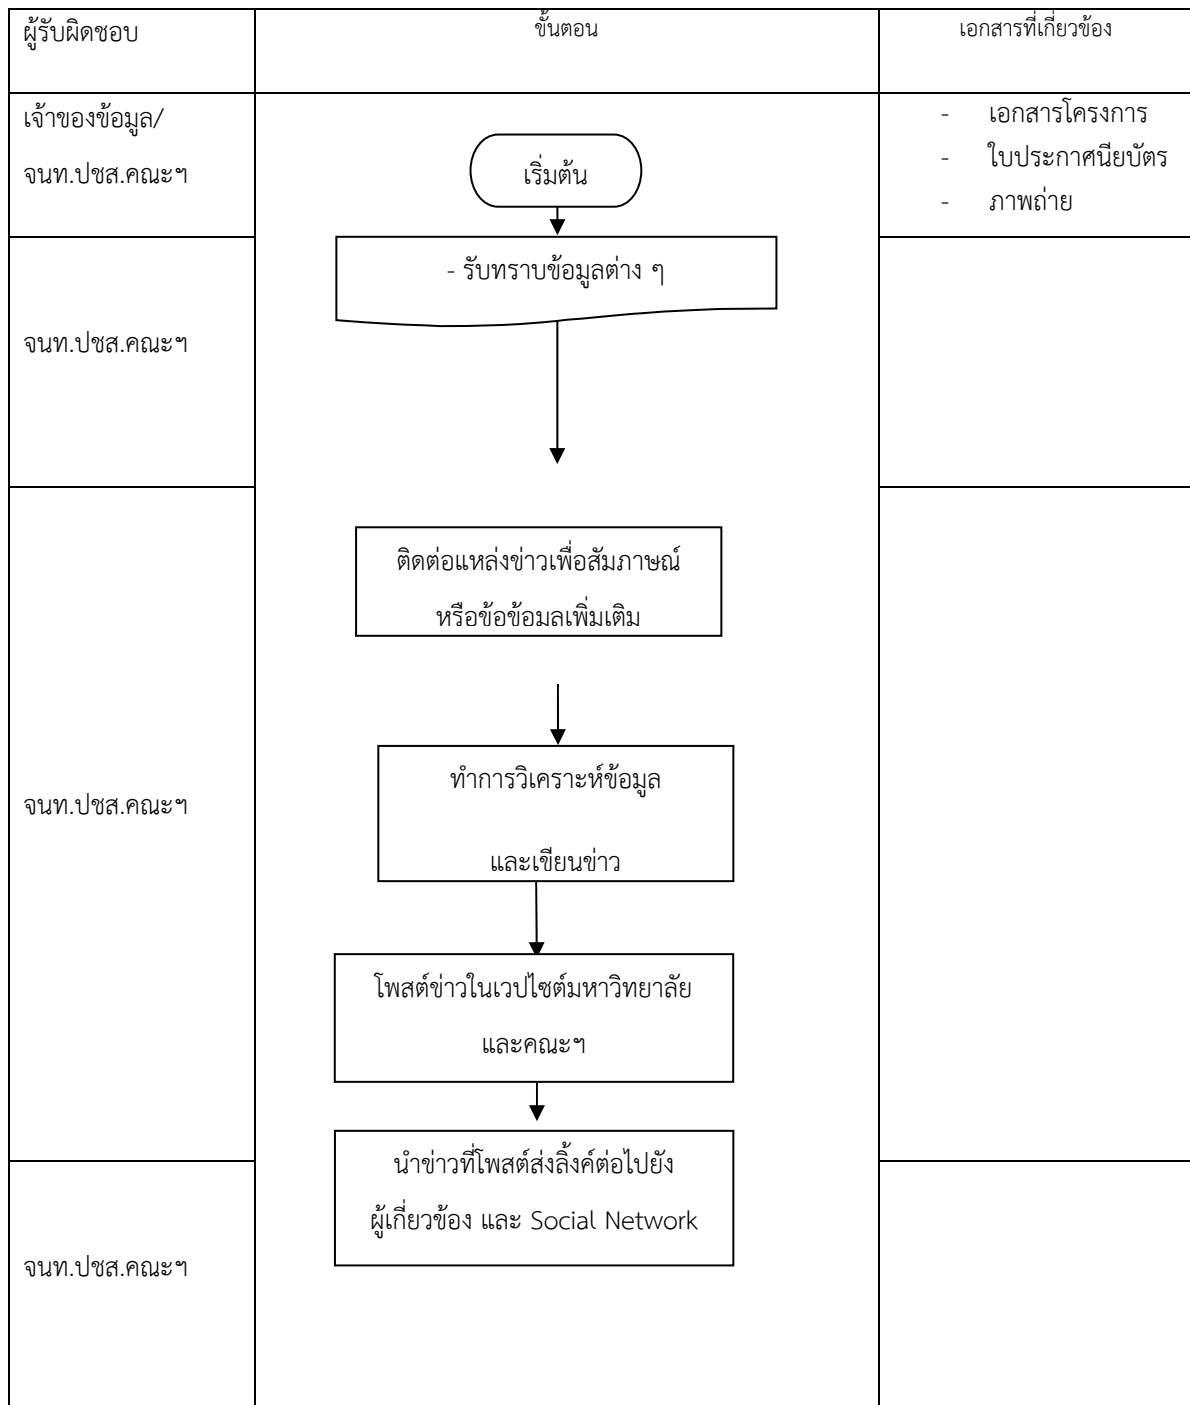 ผู้รับผิดชอบ
ขั้นตอน
เอกสารที่เกี่ยวข้อง
เจ้าของข้อมูล/
จนท.ปชส.คณะฯ
เริ่มต้น
- เอกสารโครงการ
- ใบประกาศนียบัตร
- ภาพถ่าย
- รับทราบข้อมูลต่าง ๆ
จนท.ปชส.คณะฯ
ติดต่อแหล่งข่าวเพื่อสัมภาษณ์
หรือข้อข้อมลเพิ่มเติม
จนท.ปชส.คณะฯ
ทำการวิเคราะห์ข้อมูล
และเขียนข่าว
โพสต์ข่าวในเวปไซต์มหาวิทยาลัย
และคณะฯ
นำข่าวที่โพสต์ส่งลิ้งค์ต่อไปยัง
ผู้เกี่ยวข้อง และ Social Network
จนท.ปชส.คณะฯ